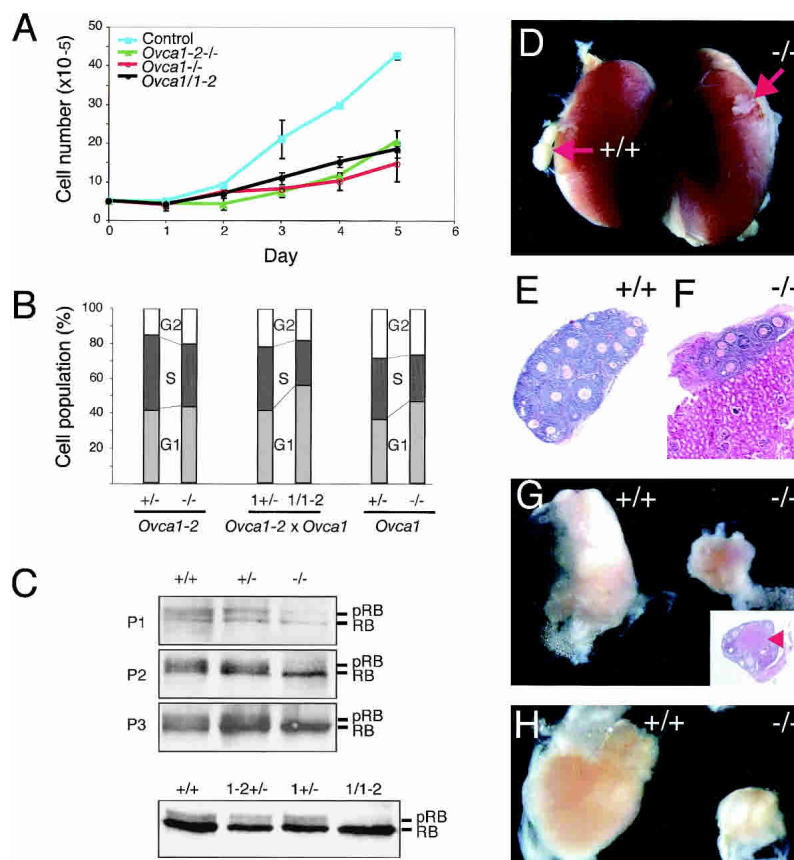 A
Cell number (x10-5)
50
40
30
20
10
0
0 1 2 3 4 5 6
Day
Control
Ovca1-2-/-
Ovca1-/-
Ovca1/1-2
B
Cell population (%)
100
80
60
40
20
G2
S
G1
G2
S
G1
G2
S
G1
+/- -/- 1+/- 1/1-2 +/- -/-
Ovca1-2 Ovca1-2 x Ovca1 Ovca1
C
+/+ +/- -/-
P1
pRB
RB
P2
pRB
RB
P3
pRB
RB
+/+ 1-2+/- 1+/- 1/1-2
pRB
RB
D
-/-
+/+
E +/+
F -/-
G +/+ -/-
H +/+ -/-